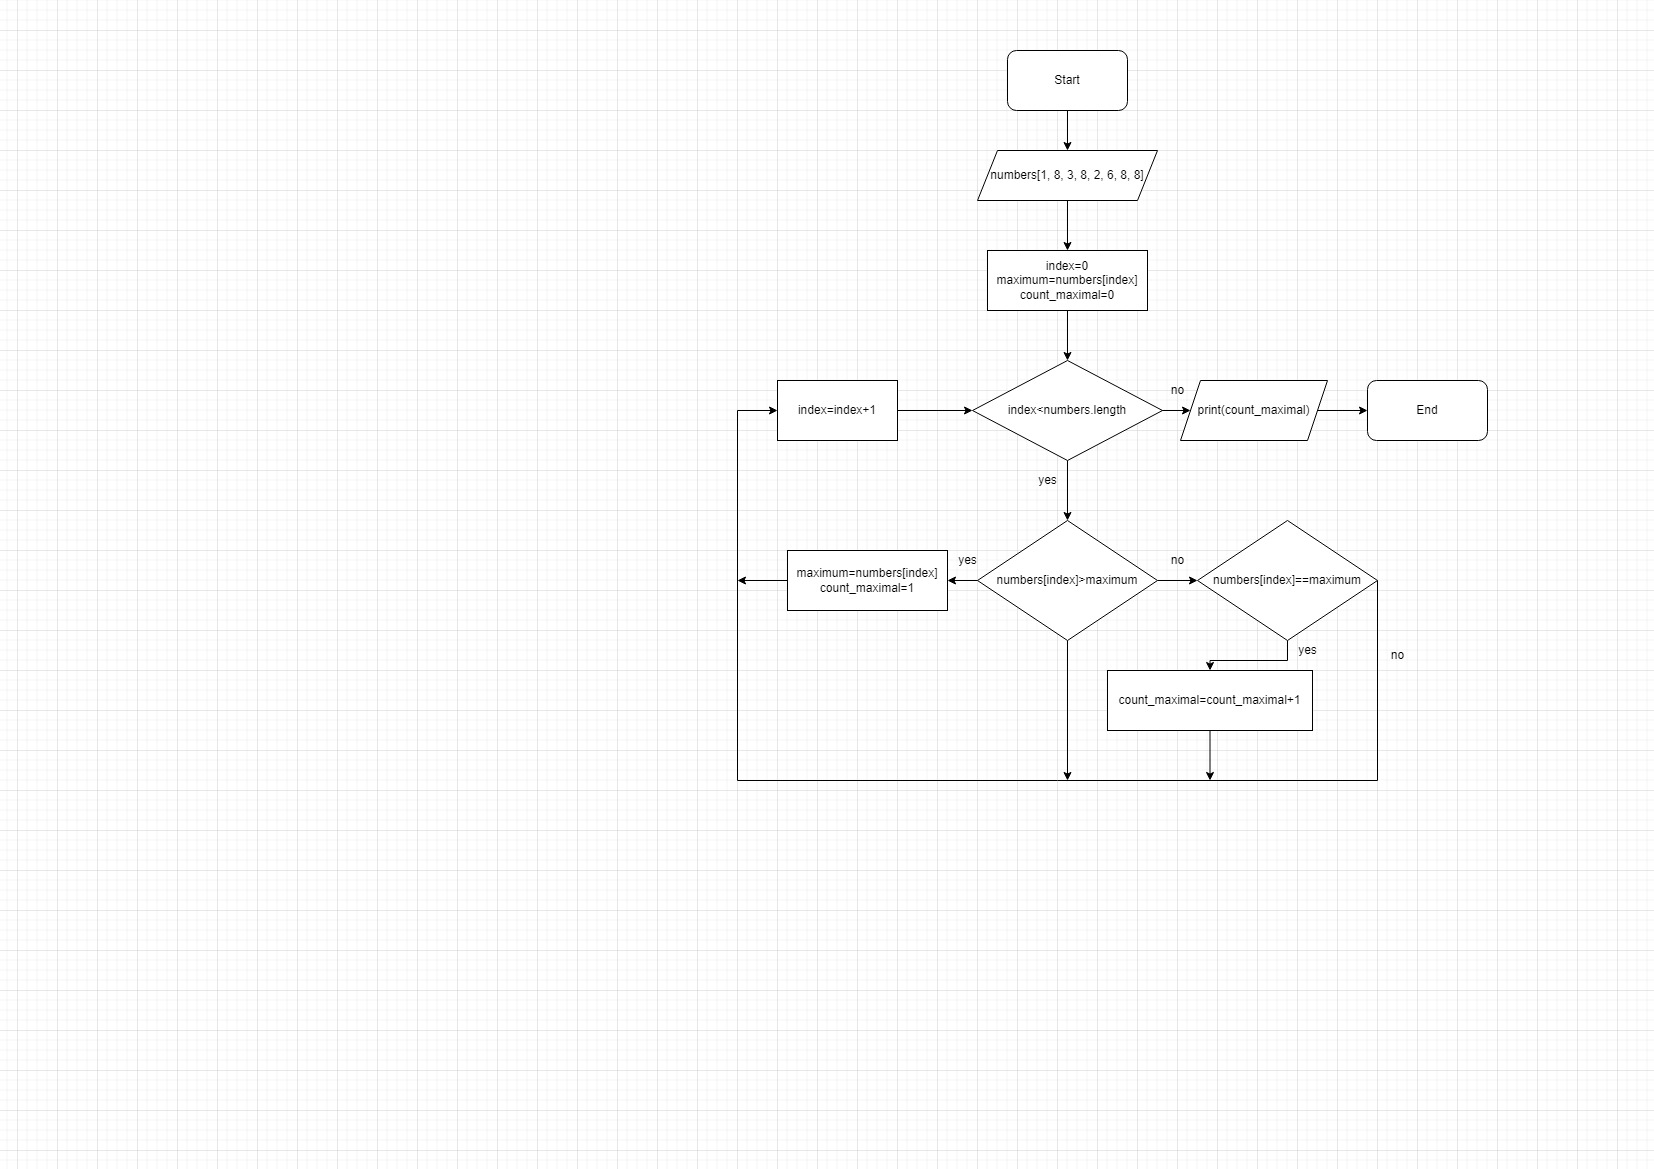 Start
numbers[1, 8, 3, 8, 2, 6, 8, 8]
index=0
maximum=numbers[index]
count_maximal=0
index=index+1
index<numbers.length
no
print(count_maximal)
End
yes
maximum=numbers[index]
count_maximal=1
yes
numbers[index]>maximum
no
numbers[index]==maximum
yes
no
count_maximal=count_maximal+1